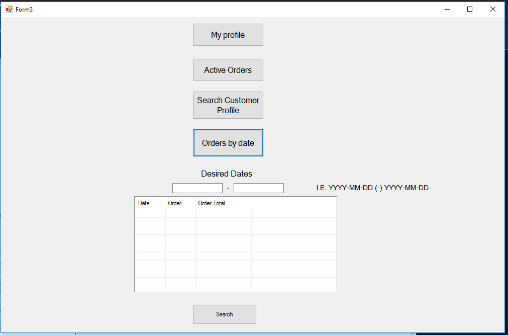 Form3
My profile
Active Orders
Search Customer
Profile
Orders by date
Desired Dates
- I.E. YYYY-MM-DD (-) YYYY-MM-DD
Date Order Order Total
Search